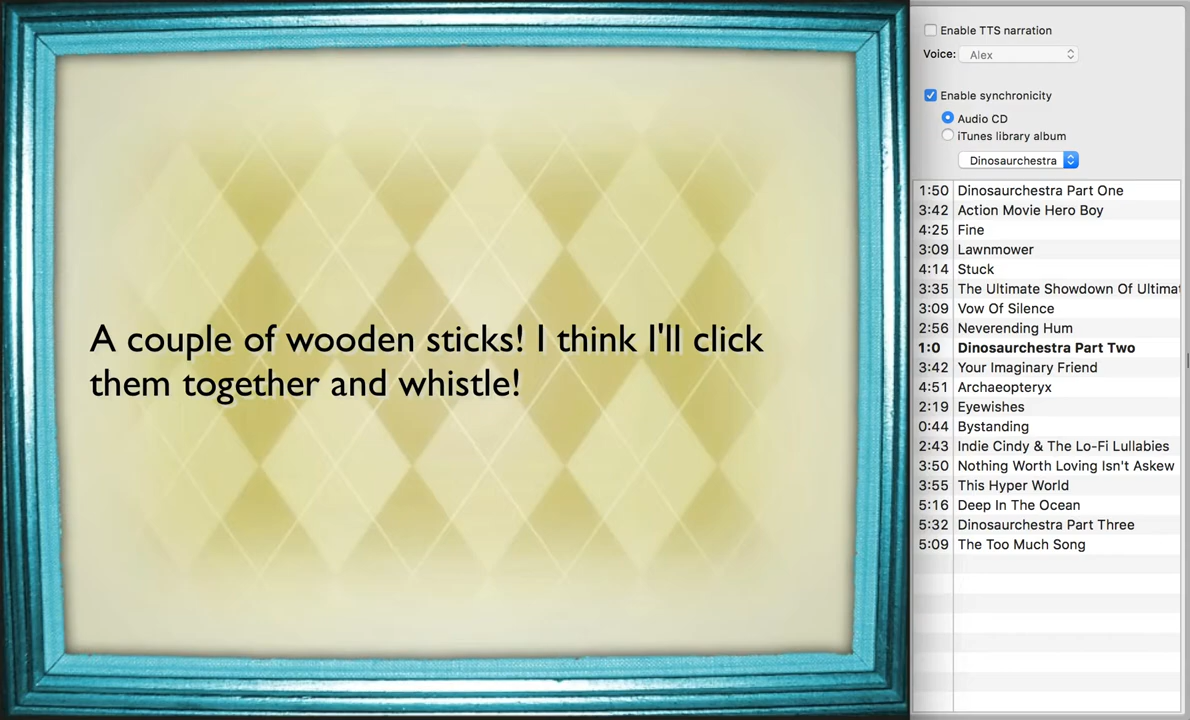 A couple of wooden sticks! I think I'll click
them together and whistle!
Enable TTS narration
Voice: Alex
Enable synchronicity
Audio CD
iTunes library album
Dinosaurchestra
1:50 Dinosaurchestra Part One
3:42 Action Movie Hero Boy
4:25 Fine
3:09 Lawnmower
4:14 Stuck
3:35 The Ultimate Showdown Of Ultimat
3:09 Vow Of Silence
2:56 Neverending Hum
1:0 Dinosaurchestra Part Two
3:42 Your Imaginary Friend
4:51 Archaeopteryx
2:19 Eyewishes
0:44 Bystanding
2:43 Indie Cindy & The Lo-Fi Lullabies
3:50 Nothing Worth Loving Isn't Askew
3:55 This Hyper World
5:16 Deep In The Ocean
5:32 Dinosaurchestra Part Three
5:09 The Too Much Song